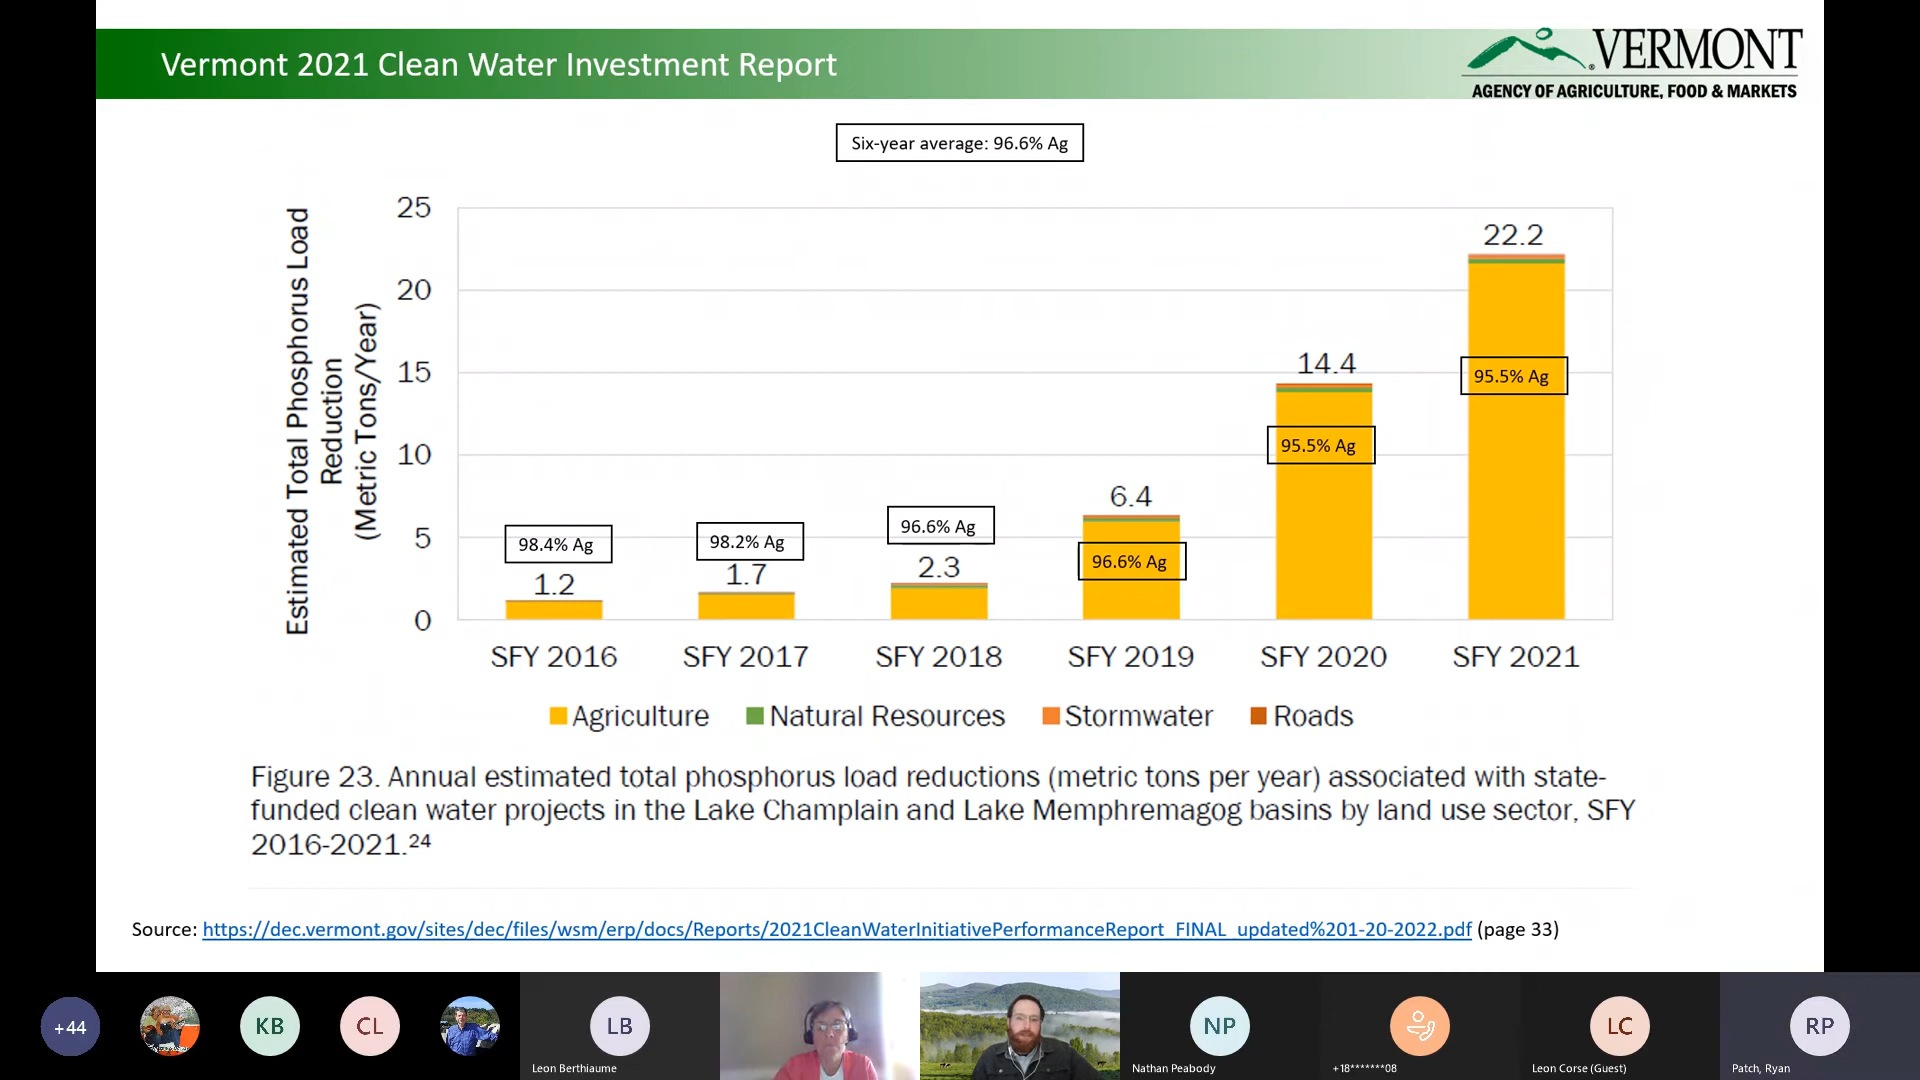 Vermont 2021 Clean Water Investment Report
VERMONT
AGENCY OF AGRICULTURE, FOOD & MARKETS
Six-year average: 96.6% Ag
Estimated Total Phosphorus Load
Reduction
(Metric Tons/Year)
25
20
15
10
5
0
98.4% Ag
1.2
98.2% Ag
1.7
96.6% Ag
2.3
6.4
96.6% Ag
14.4
95.5% Ag
22.2
95.5% Ag
SFY 2016 SFY 2017 SFY 2018 SFY 2019 SFY 2020 SFY 2021
Agriculture Natural Resources Stormwater Roads
Figure 23. Annual estimated total phosphorus load reductions (metric tons per year) associated with state-
funded clean water projects in the Lake Champlain and Lake Memphremagog basins by land use sector, SFY
2016-2021.24
Source: https://dec.vermont.gov/sites/dec/files/wsm/erp/docs/Reports/2021CleanWaterInitiativePerformanceReport_FINAL_updated%201-20-2022.pdf (page 33)
+44 KB CL LB NP LC RP
Leon Berthiaume Nathan Peabody +18*******08 Leon Corse (Guest) Patch, Ryan